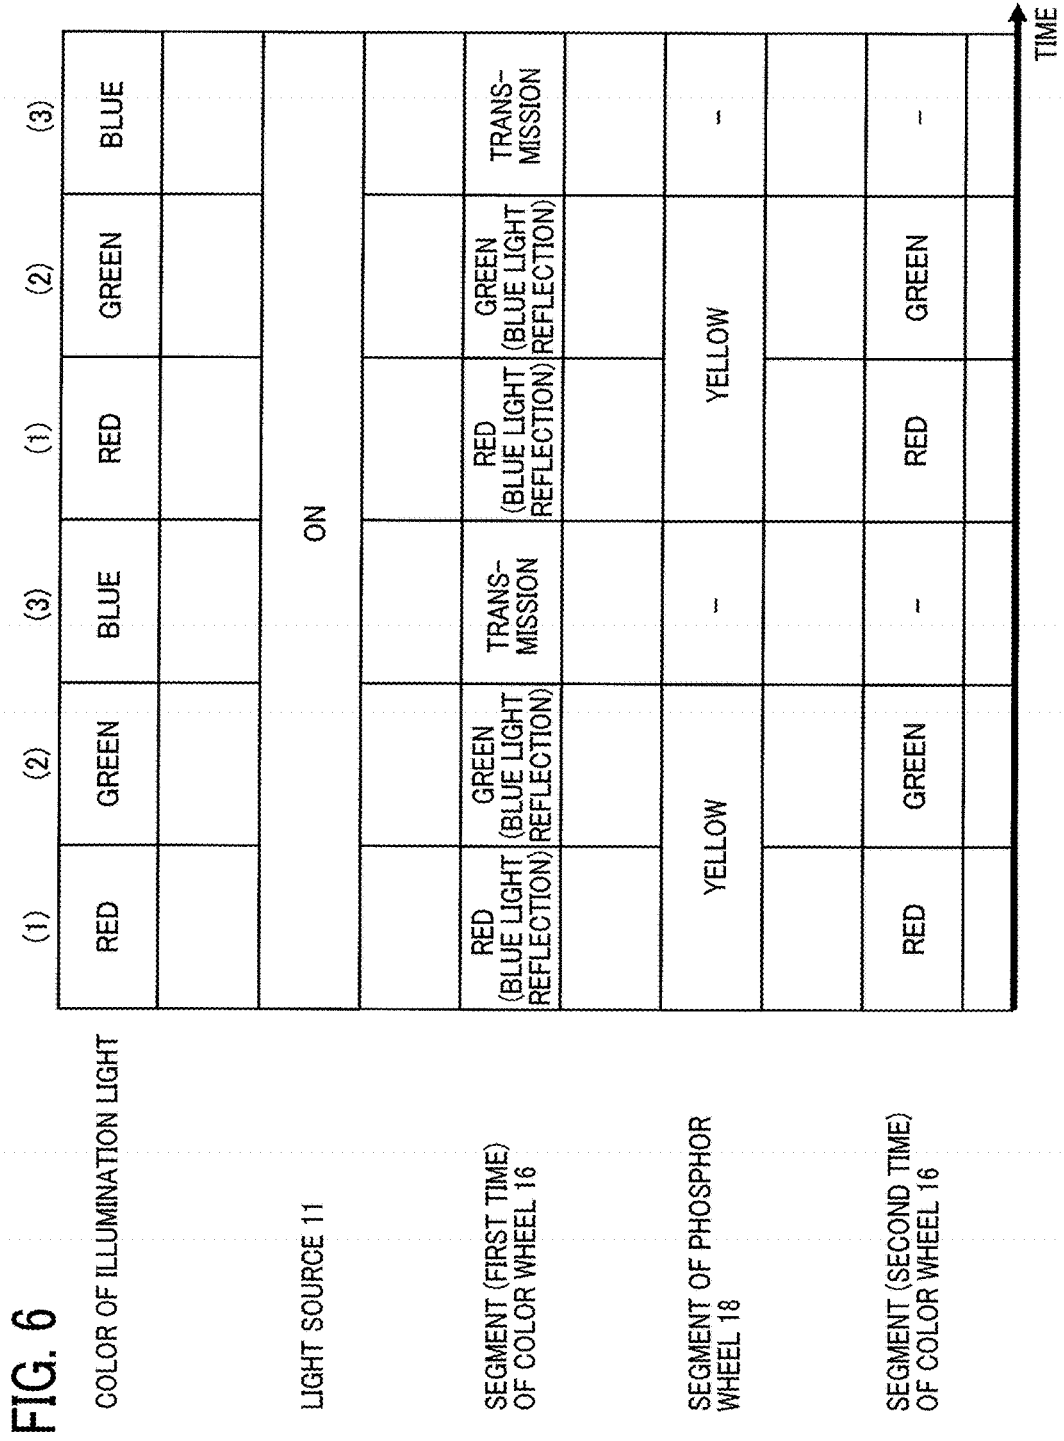 FIG. 6
(1) (2) (3) (1) (2) (3)
COLOR OF ILLUMINATION LIGHT
RED GREEN BLUE RED GREEN BLUE
LIGHT SOURCE 11
ON
SEGMENT (FIRST TIME)
OF COLOR WHEEL 16
RED
(BLUE LIGHT
REFLECTION)
GREEN
(BLUE LIGHT
REFLECTION)
TRANS-
MISSION
RED
(BLUE LIGHT
REFLECTION)
GREEN
(BLUE LIGHT
REFLECTION)
TRANS-
MISSION
SEGMENT OF PHOSPHOR
WHEEL 18
YELLOW – YELLOW –
SEGMENT (SECOND TIME)
OF COLOR WHEEL 16
RED GREEN – RED GREEN –
TIME